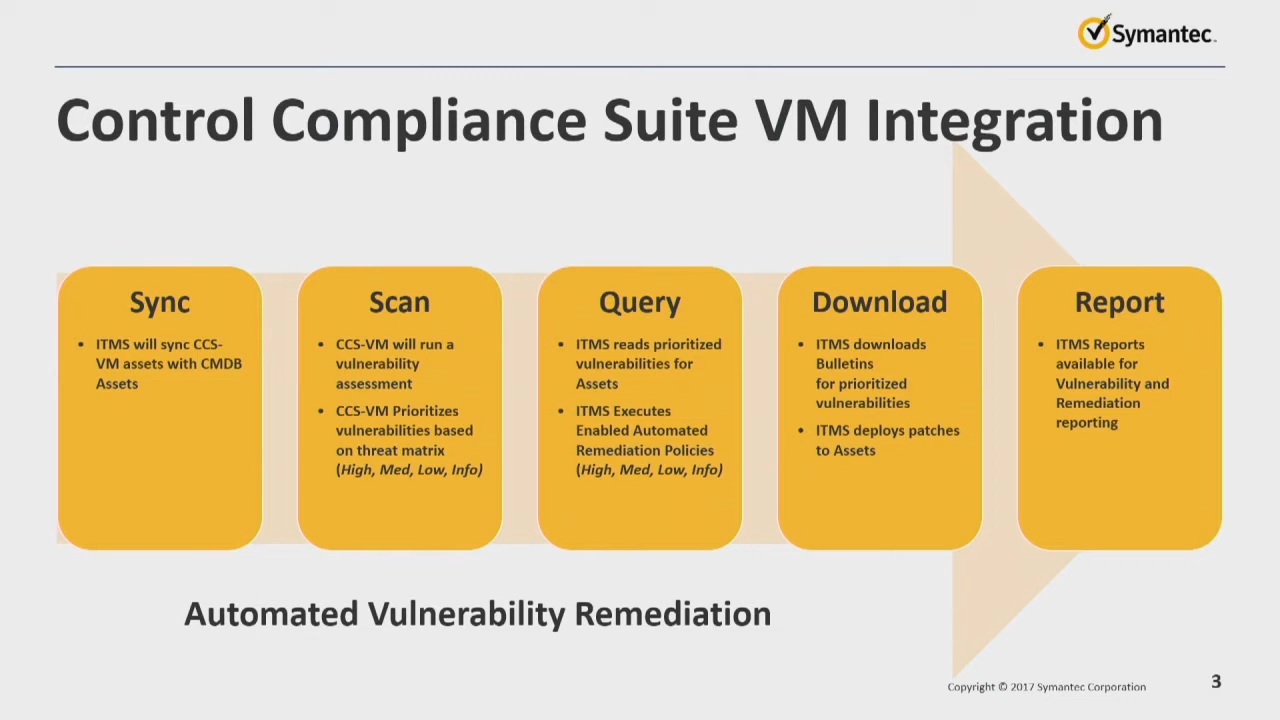 Symantec™
Control Compliance Suite VM Integration
Sync
• ITMS will sync CCS-
VM assets with CMDB
Assets
Scan
• CCS-VM will run a
vulnerability
assessment
• CCS-VM Prioritizes
vulnerabilities based
on threat matrix
(High, Med, Low, Info)
Query
• ITMS reads prioritized
vulnerabilities for
Assets
• ITMS Executes
Enabled Automated
Remediation Policies
(High, Med, Low, Info)
Download
• ITMS downloads
Bulletins
for prioritized
vulnerabilities
• ITMS deploys patches
to Assets
Report
• ITMS Reports
available for
Vulnerability and
Remediation
reporting
Automated Vulnerability Remediation
Copyright © 2017 Symantec Corporation
3